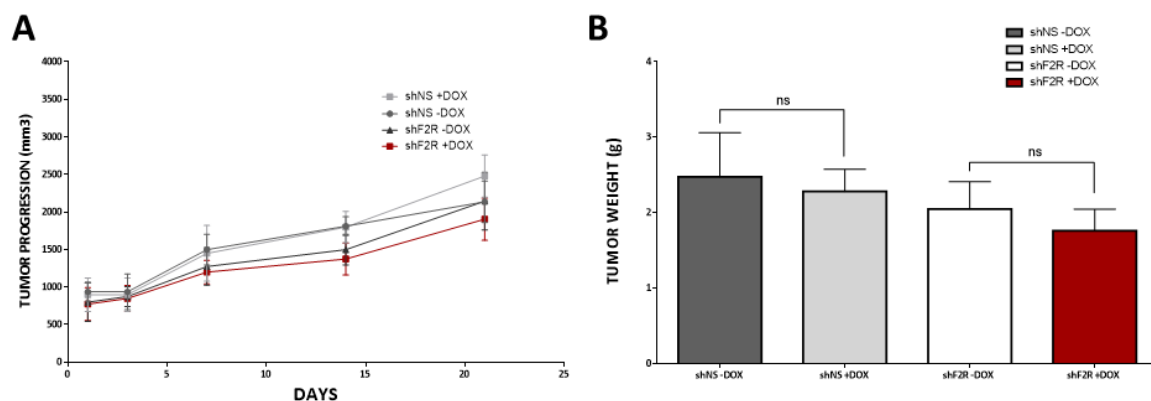 A
TUMOR PROGRESSION (mm3)
4000
3500
3000
2500
2000
1500
1000
500
0
0 5 10 15 20 25
DAYS
shNS +DOX
shNS -DOX
shF2R -DOX
shF2R +DOX
B
shNS -DOX
shNS +DOX
shF2R -DOX
shF2R +DOX
TUMOR WEIGHT (g)
4
3
2
1
0
ns
ns
shNS -DOX shNS +DOX shF2R -DOX shF2R +DOX